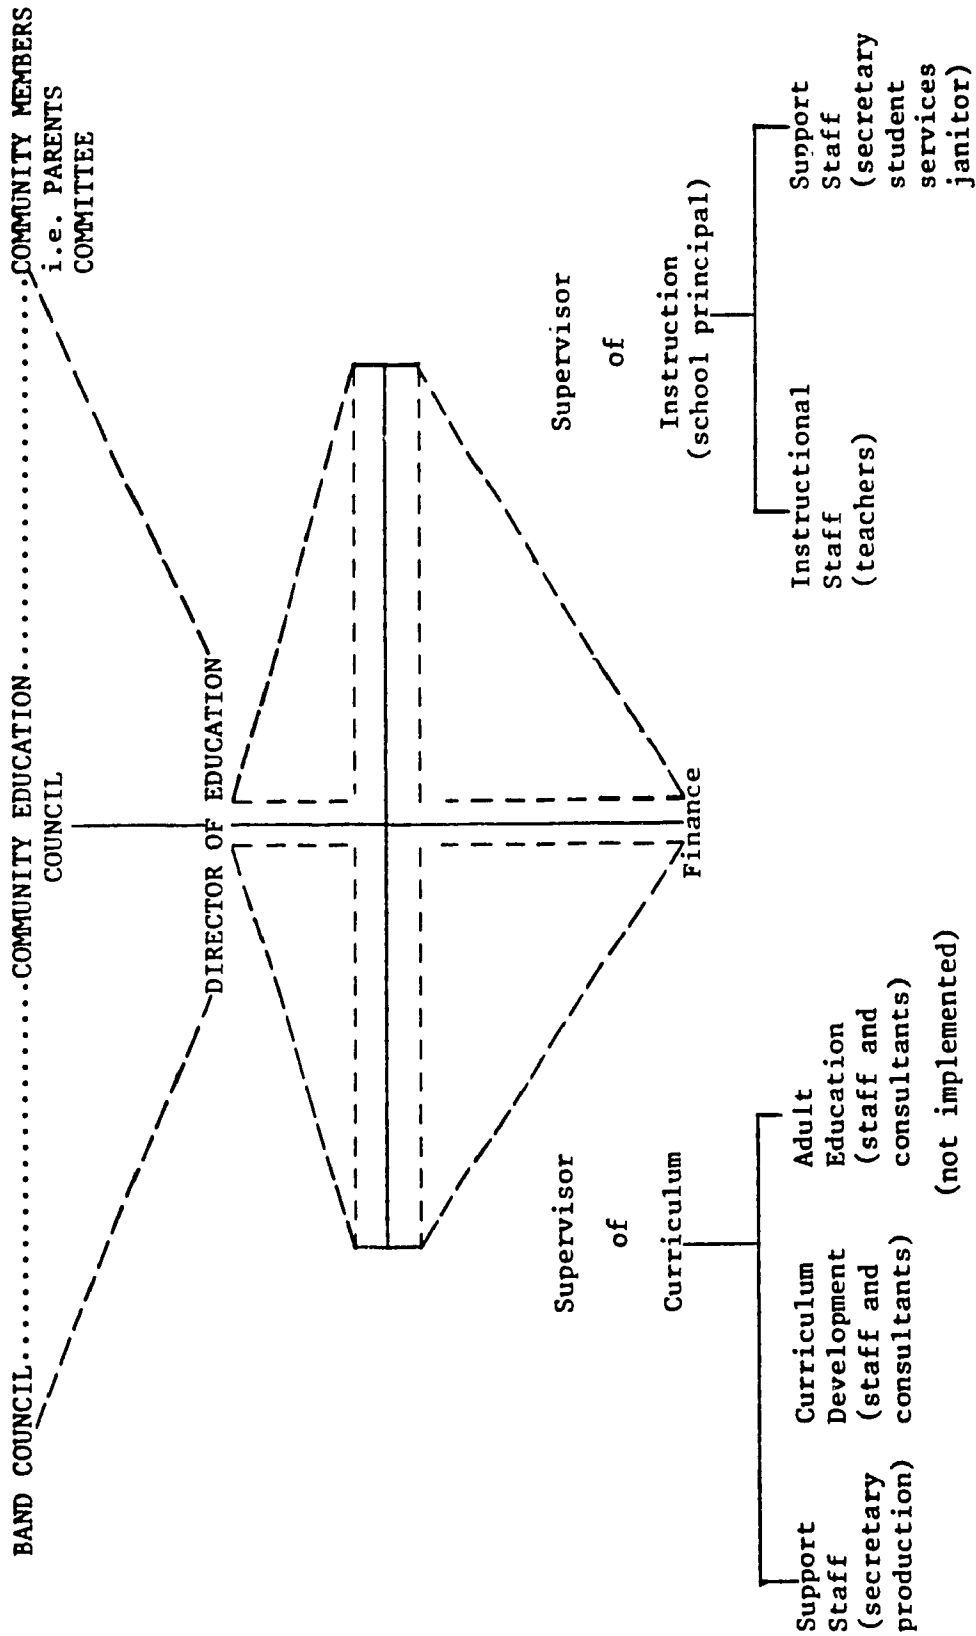 BAND COUNCIL....................COMMUNITY EDUCATION....................COMMUNITY MEMBERS
COUNCIL
i.e. PARENTS
COMMITTEE
DIRECTOR OF EDUCATION
Finance
Supervisor
of
Curriculum
Support
Staff
(secretary
production)
Curriculum
Development
(staff and
consultants)
Adult
Education
(staff and
consultants)
(not implemented)
Supervisor
of
Instruction
(school principal)
Instructional
Staff
(teachers)
Support
Staff
(secretary
student
services
janitor)